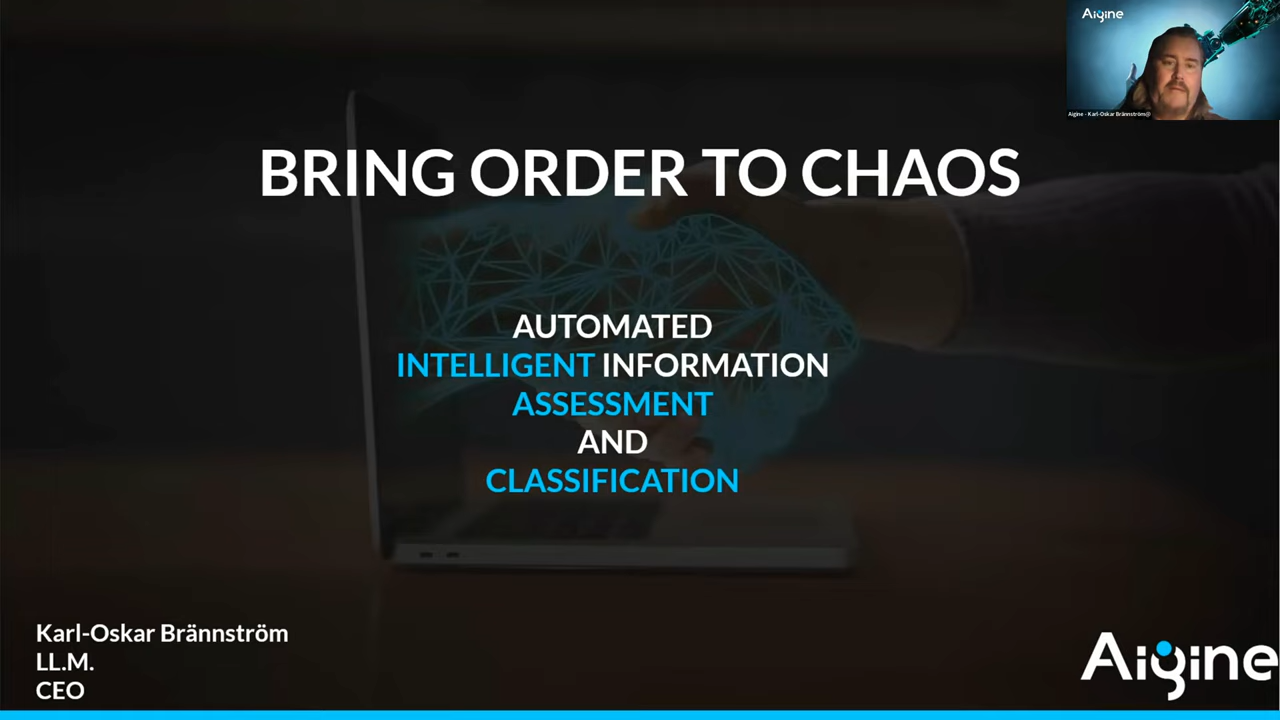 Aigine
Aigine - Karl-Oskar Brännström@
BRING ORDER TO CHAOS
AUTOMATED
INTELLIGENT INFORMATION
ASSESSMENT
AND
CLASSIFICATION
Karl-Oskar Brännström
LL.M.
CEO
Aigine